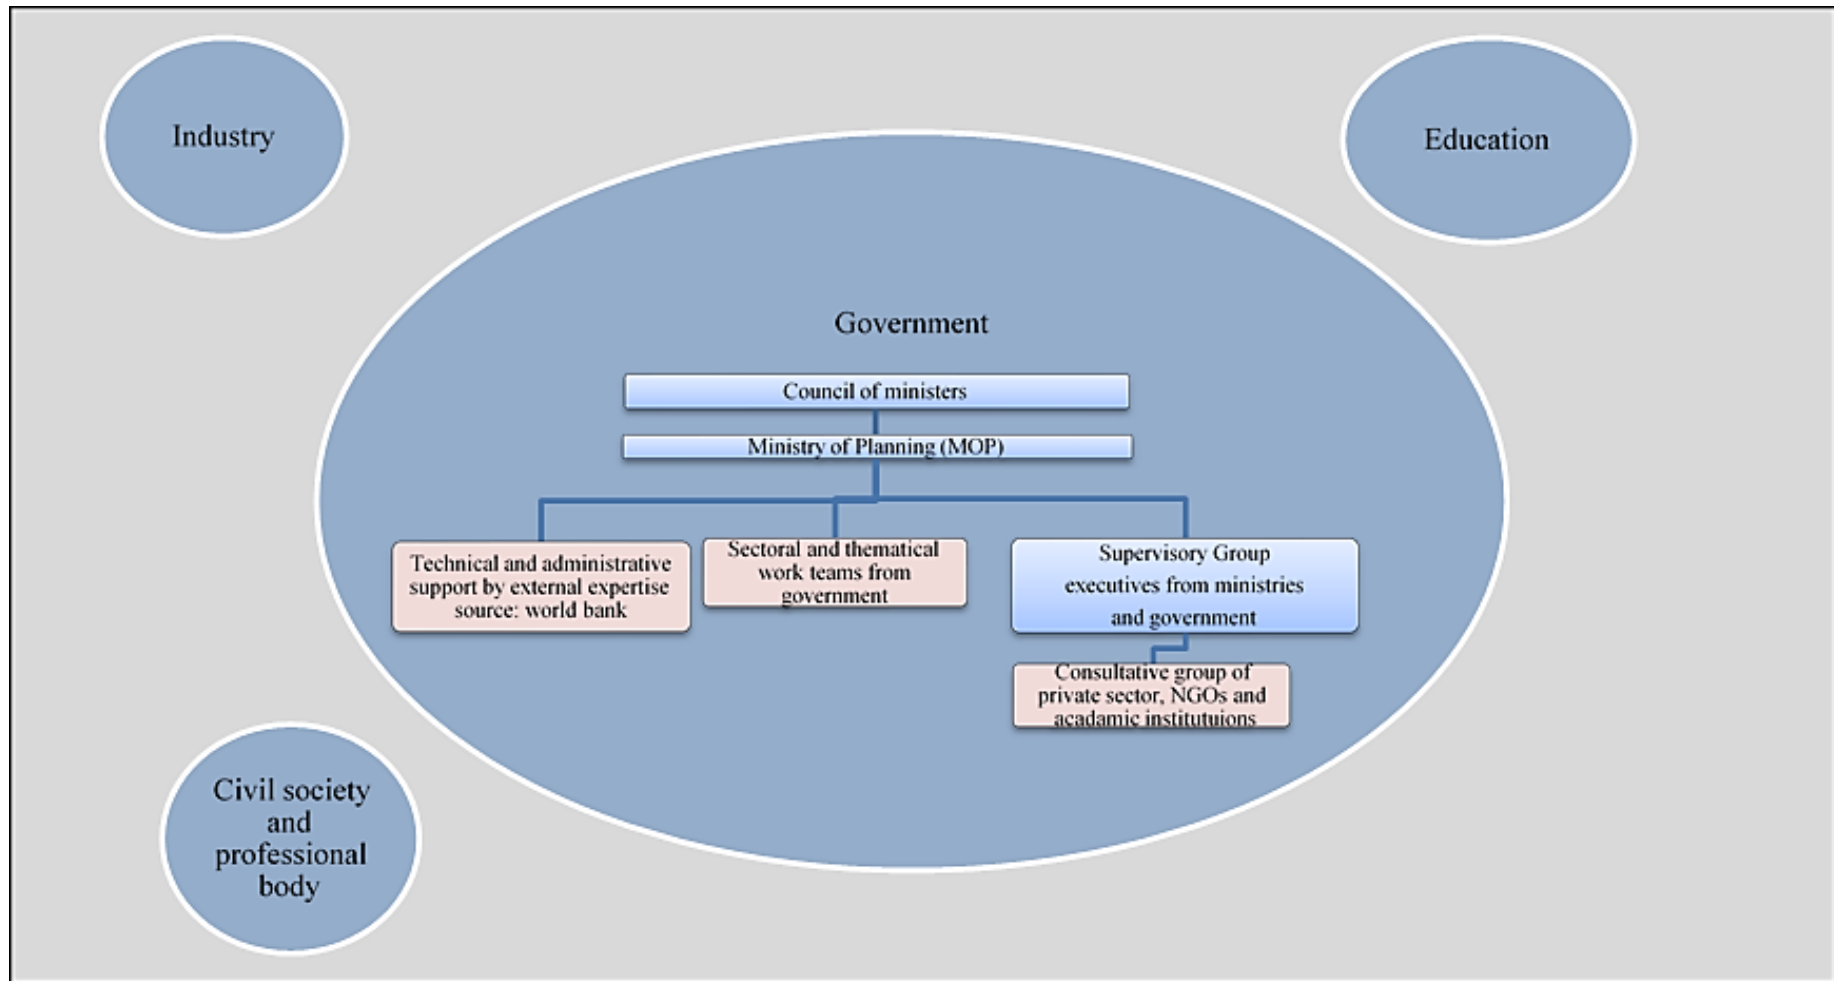 Industry
Education
Government
Council of ministers
Ministry of Planning (MOP)
Technical and administrative
support by external expertise
source: world bank
Sectoral and thematical
work teams from
government
Supervisory Group
executives from ministries
and government
Consultative group of
private sector, NGOs and
acadamic institutuions
Civil society
and
professional
body